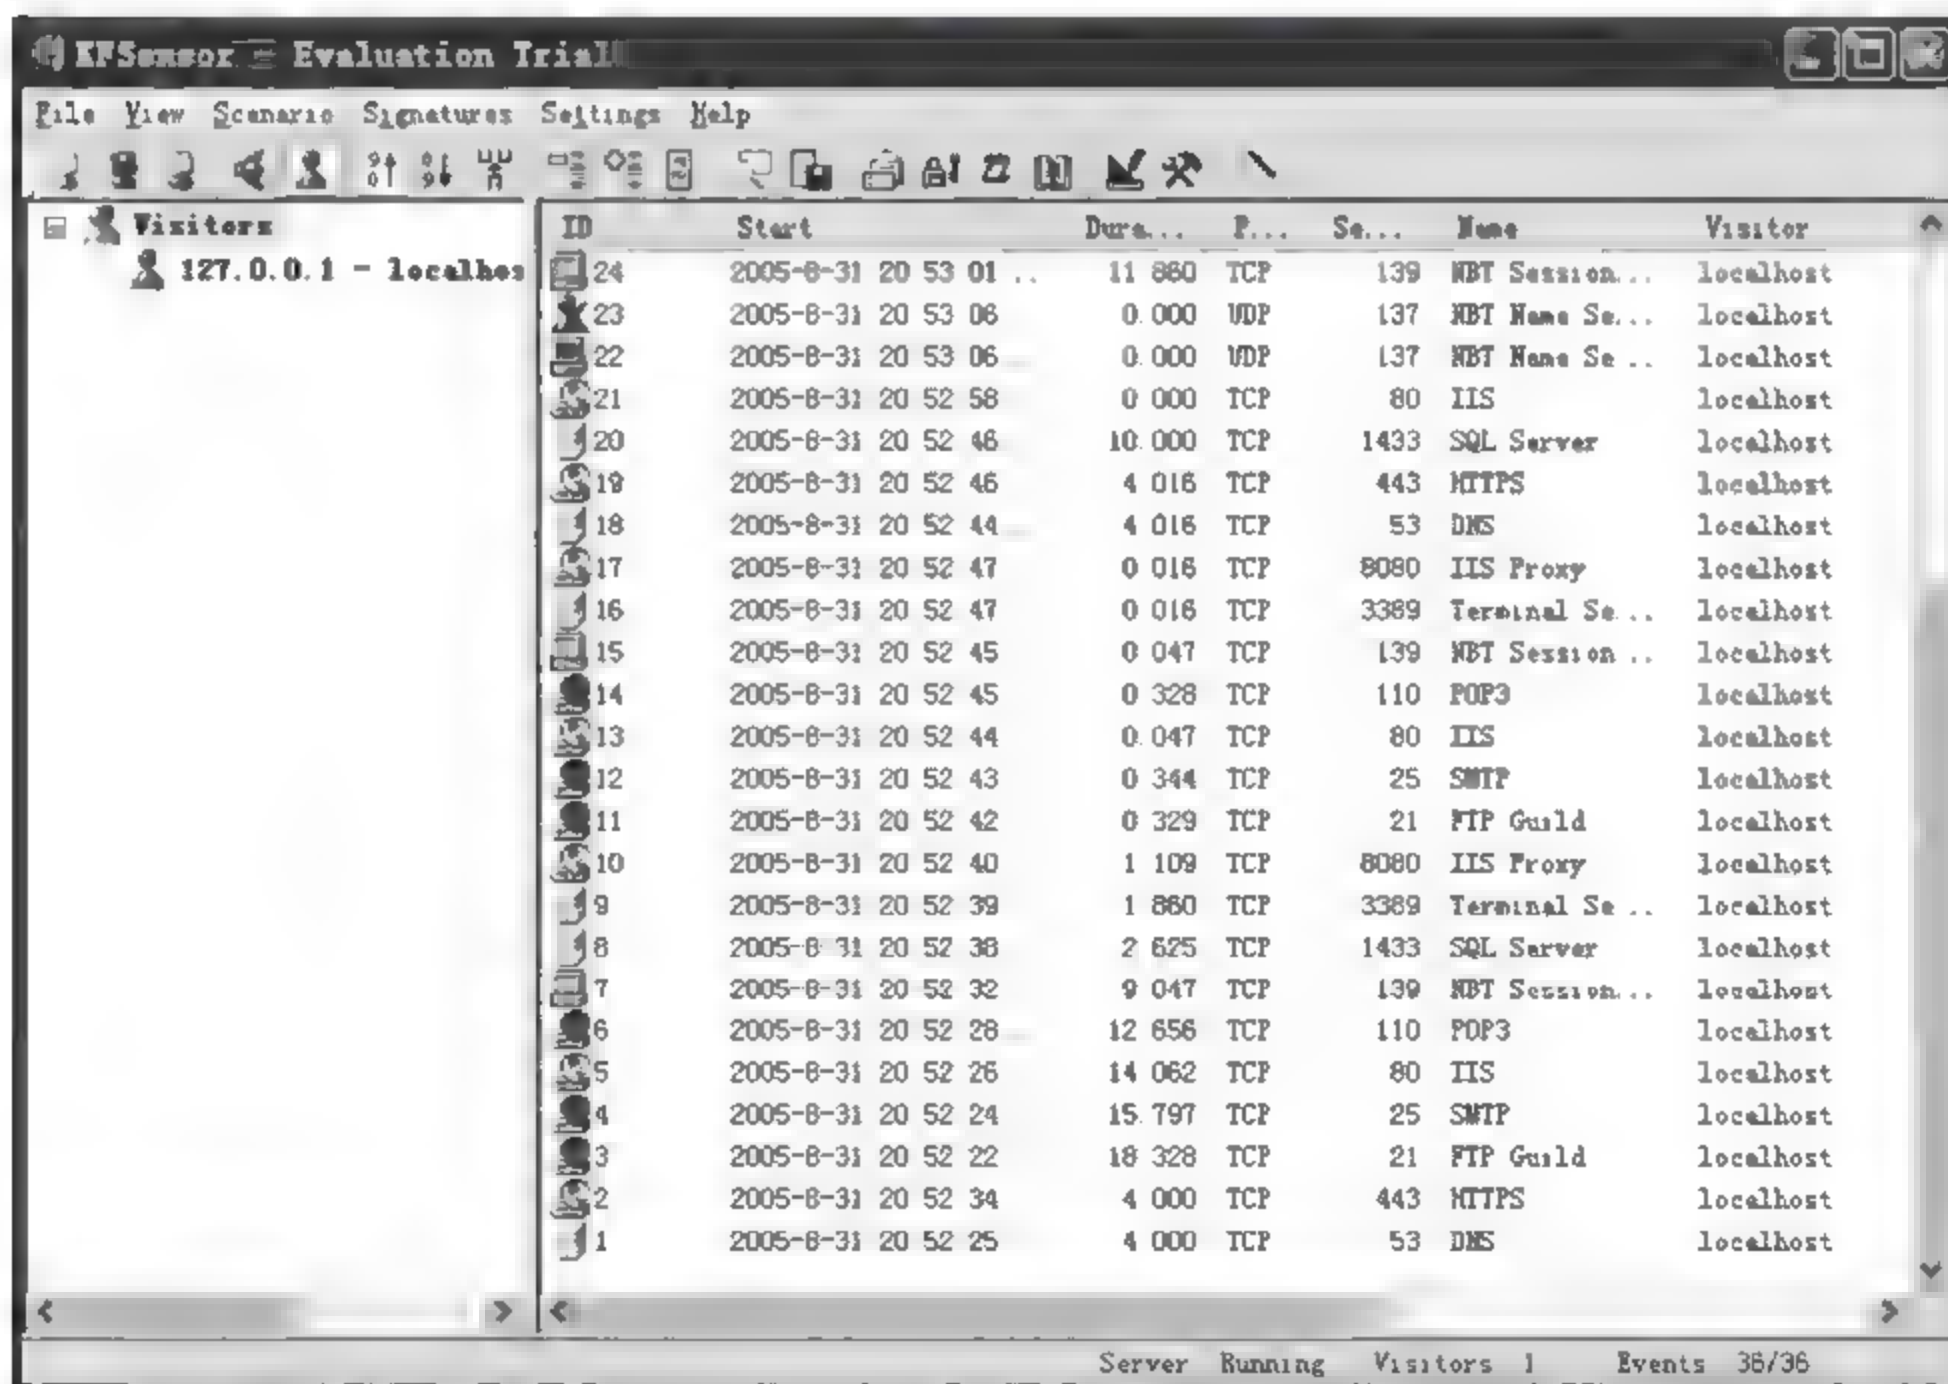 KFSensor - Evaluation Trial
File View Scenario Signatures Settings Help
Visitors
127.0.0.1 - localhos
ID Start Dura... P... Se... Name Visitor
24 2005-8-31 20 53 01 .. 11 860 TCP 139 NBT Session... localhost
23 2005-8-31 20 53 06 0.000 UDP 137 NBT Name Se... localhost
22 2005-8-31 20 53 06 0.000 UDP 137 NBT Name Se .. localhost
21 2005-8-31 20 52 58 0 000 TCP 80 IIS localhost
20 2005-8-31 20 52 46 10.000 TCP 1433 SQL Server localhost
19 2005-8-31 20 52 46 4 016 TCP 443 HTTPS localhost
18 2005-8-31 20 52 44 4 016 TCP 53 DNS localhost
17 2005-8-31 20 52 47 0 016 TCP 8080 IIS Proxy localhost
16 2005-8-31 20 52 47 0 016 TCP 3389 Terminal Se... localhost
15 2005-8-31 20 52 45 0 047 TCP 139 NBT Session .. localhost
14 2005-8-31 20 52 45 0 328 TCP 110 POP3 localhost
13 2005-8-31 20 52 44 0.047 TCP 80 IIS localhost
12 2005-8-31 20 52 43 0 344 TCP 25 SMTP localhost
11 2005-8-31 20 52 42 0 329 TCP 21 FTP Guild localhost
10 2005-8-31 20 52 40 1 109 TCP 8080 IIS Proxy localhost
9 2005-8-31 20 52 39 1 860 TCP 3389 Terminal Se .. localhost
8 2005-8-31 20 52 38 2 625 TCP 1433 SQL Server localhost
7 2005-8-31 20 52 32 9 047 TCP 139 NBT Session... localhost
6 2005-8-31 20 52 28 12 656 TCP 110 POP3 localhost
5 2005-8-31 20 52 26 14 062 TCP 80 IIS localhost
4 2005-8-31 20 52 24 15.797 TCP 25 SMTP localhost
3 2005-8-31 20 52 22 18 328 TCP 21 FTP Guild localhost
2 2005-8-31 20 52 34 4 000 TCP 443 HTTPS localhost
1 2005-8-31 20 52 25 4 000 TCP 53 DNS localhost
Server Running Visitors 1 Events 36/36